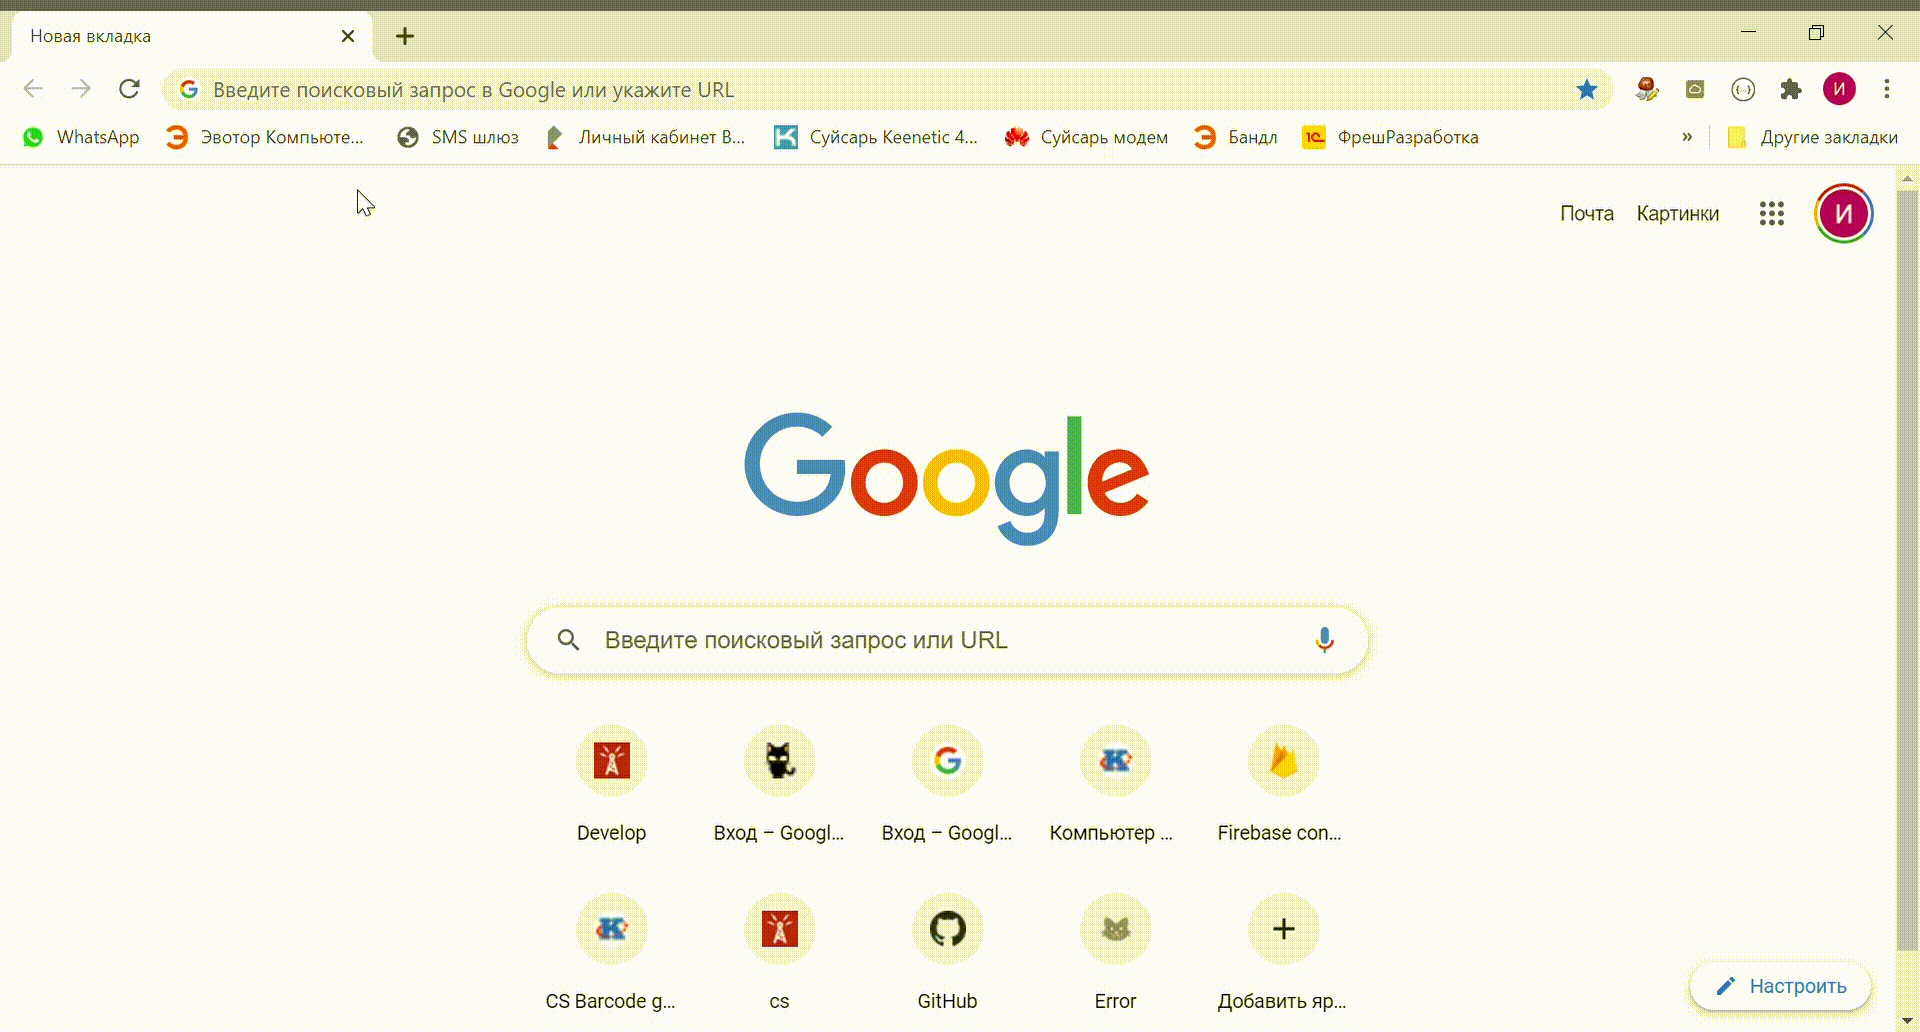 Новая вкладка
Введите поисковый запрос в Google или укажите URL
И
WhatsApp
Эвотор Компьюте...
SMS шлюз
Личный кабинет В...
Суйсарь Keenetic 4...
Суйсарь модем
Бандл
1С
ФрешРазработка
»
Другие закладки
Почта
Картинки
И
Google
Введите поисковый запрос или URL
Develop
Вход – Googl...
Вход – Googl...
Компьютер ...
Firebase con...
CS Barcode g...
cs
GitHub
Error
Добавить яр...
Настроить